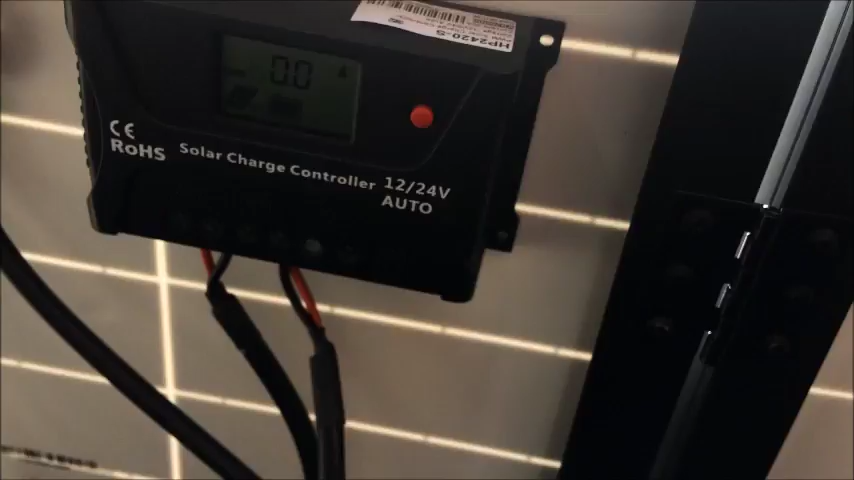 HP2420-S
0.0
CE
RoHS
Solar Charge Controller 12/24V
AUTO